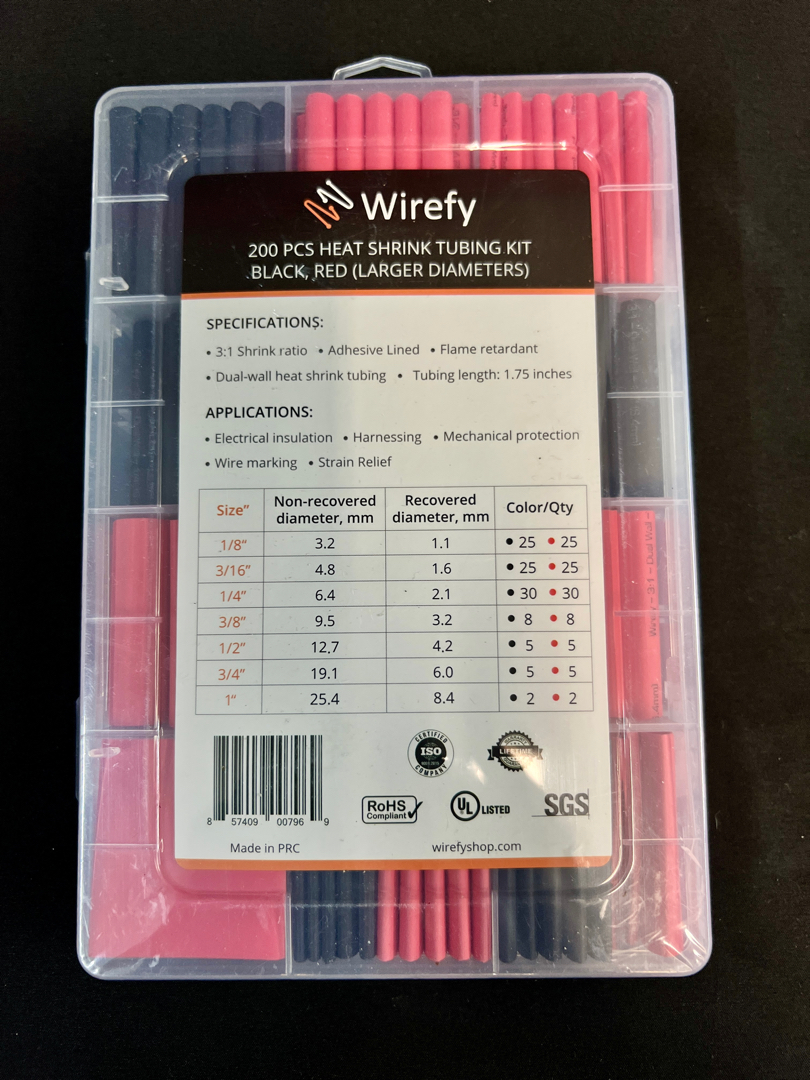 Wirefy
200 PCS HEAT SHRINK TUBING KIT
BLACK, RED (LARGER DIAMETERS)
SPECIFICATIONS:
• 3:1 Shrink ratio • Adhesive Lined • Flame retardant
• Dual-wall heat shrink tubing • Tubing length: 1.75 inches
APPLICATIONS:
• Electrical insulation • Harnessing • Mechanical protection
• Wire marking • Strain Relief
Size” Non-recovered diameter, mm Recovered diameter, mm Color/Qty
1/8” 3.2 1.1 • 25 • 25
3/16” 4.8 1.6 • 25 • 25
1/4” 6.4 2.1 • 30 • 30
3/8” 9.5 3.2 • 8 • 8
1/2” 12.7 4.2 • 5 • 5
3/4” 19.1 6.0 • 5 • 5
1“ 25.4 8.4 • 2 • 2
CERTIFIED
ISO
COMPANY
LIFETIME
RoHS
Compliant
UL LISTED
SGS
8 57409 00796 9
Made in PRC
wirefyshop.com
3:1 – Dual Wall –